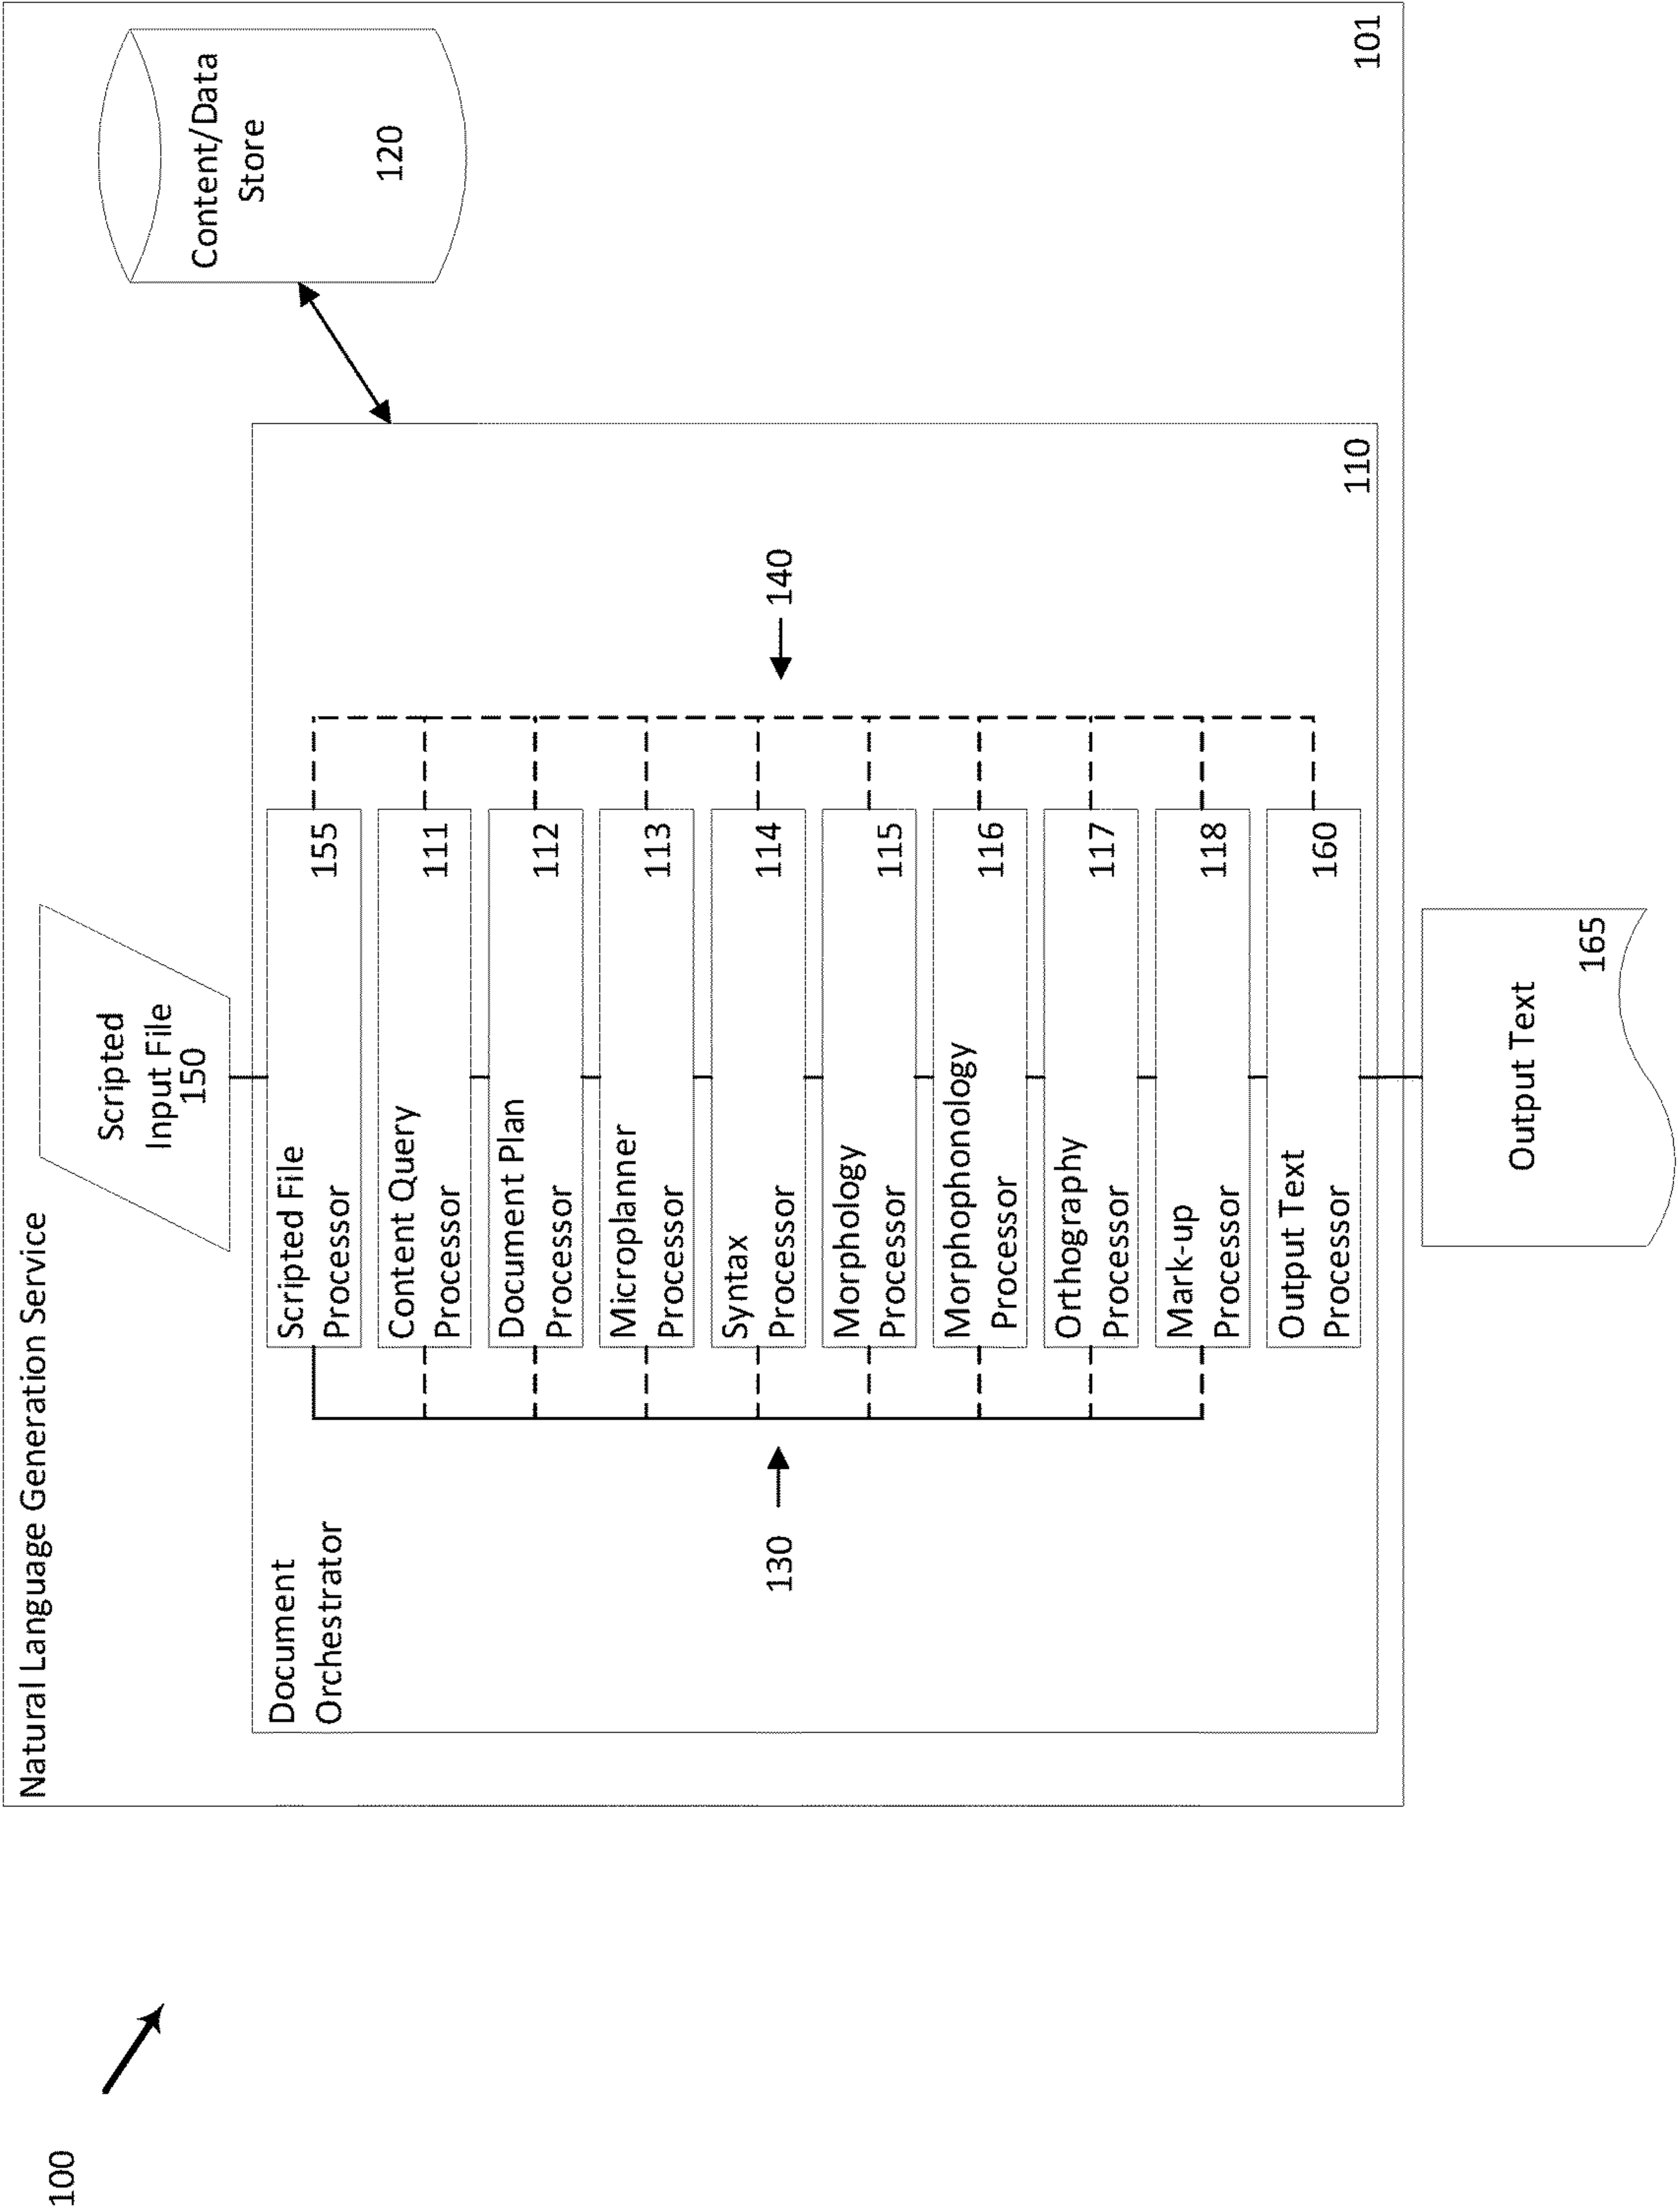 100
Natural Language Generation Service
Scripted
Input File
150
Content/Data
Store
120
Document
Orchestrator
130
140
Scripted File
Processor
155
Content Query
Processor
111
Document Plan
Processor
112
Microplanner
Processor
113
Syntax
Processor
114
Morphology
Processor
115
Morphophonology
Processor
116
Orthography
Processor
117
Mark-up
Processor
118
Output Text
Processor
160
110
101
Output Text
165